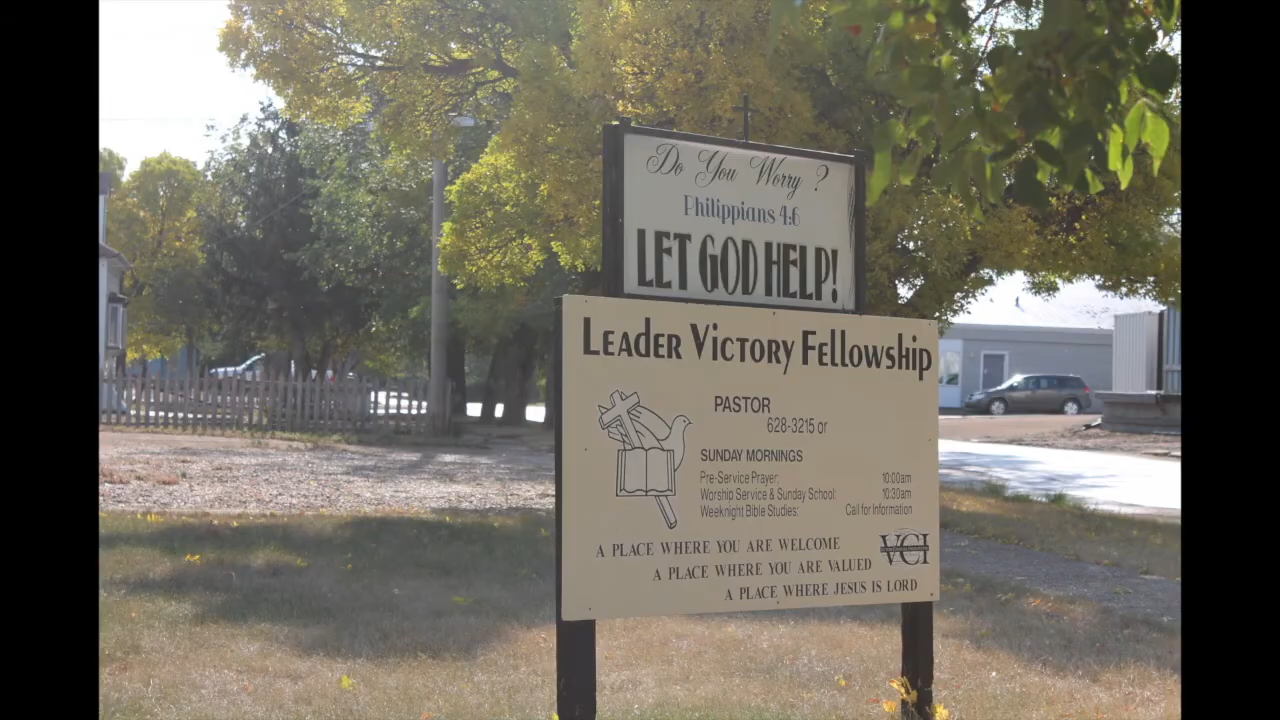 Do You Worry ?
Philippians 4:6
LET GOD HELP!
LEADER VICTORY FELLOWSHIP
PASTOR
628-3215 or
SUNDAY MORNINGS
Pre-Service Prayer: 10:00am
Worship Service & Sunday School: 10:30am
Weeknight Bible Studies: Call for Information
A PLACE WHERE YOU ARE WELCOME
VCI
A PLACE WHERE YOU ARE VALUED
A PLACE WHERE JESUS IS LORD